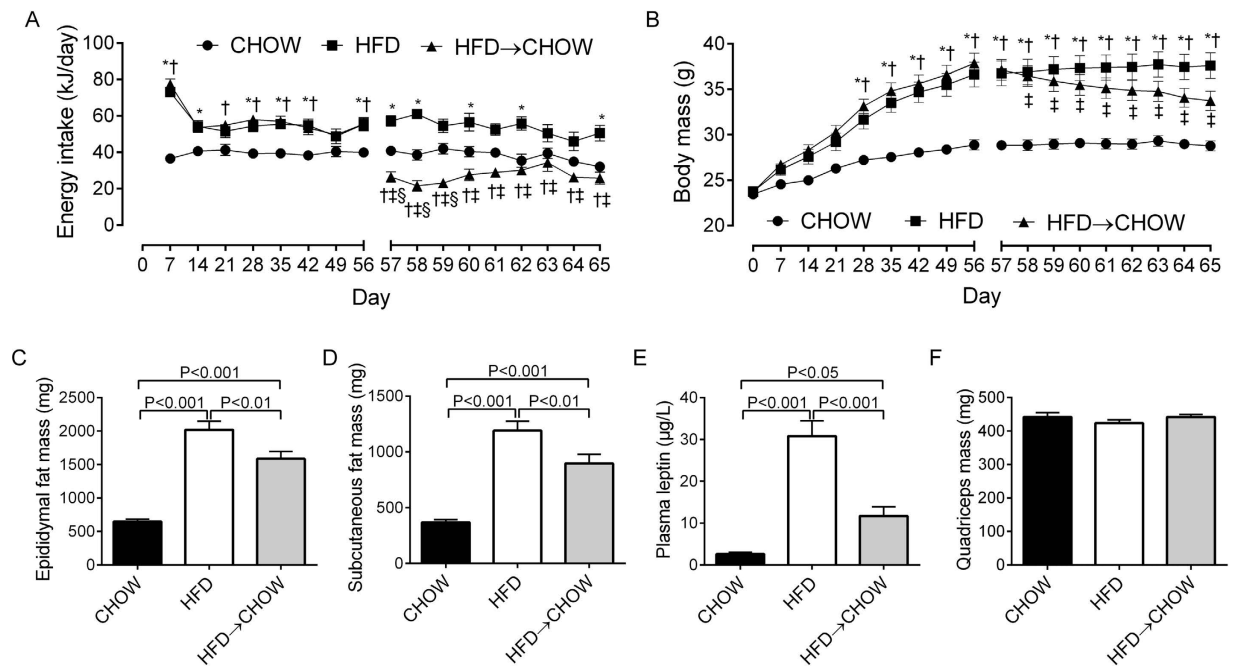 A
CHOW HFD HFD→CHOW
Energy intake (kJ/day)
100
80
60
40
20
0
*† * † *† *† *† *† * * * * *
†‡§ †‡§ †‡§ †‡ †‡ †‡ †‡ †‡ †‡
0 7 14 21 28 35 42 49 56 57 58 59 60 61 62 63 64 65
Day
B
Body mass (g)
40
35
30
25
20
*† *† *† *† *† *† *† *† *† *† *† *† *† *†
‡ ‡ ‡ ‡ ‡ ‡ ‡ ‡
CHOW HFD HFD→CHOW
0 7 14 21 28 35 42 49 56 57 58 59 60 61 62 63 64 65
Day
C
Epididymal fat mass (mg)
2500
2000
1500
1000
500
0
P<0.001
P<0.001 P<0.01
CHOW
HFD
HFD→CHOW
D
Subcutaneous fat mass (mg)
1500
1000
500
0
P<0.001
P<0.001 P<0.01
CHOW
HFD
HFD→CHOW
E
Plasma leptin (µg/L)
40
30
20
10
0
P<0.05
P<0.001 P<0.001
CHOW
HFD
HFD→CHOW
F
Quadriceps mass (mg)
500
400
300
200
100
0
CHOW
HFD
HFD→CHOW